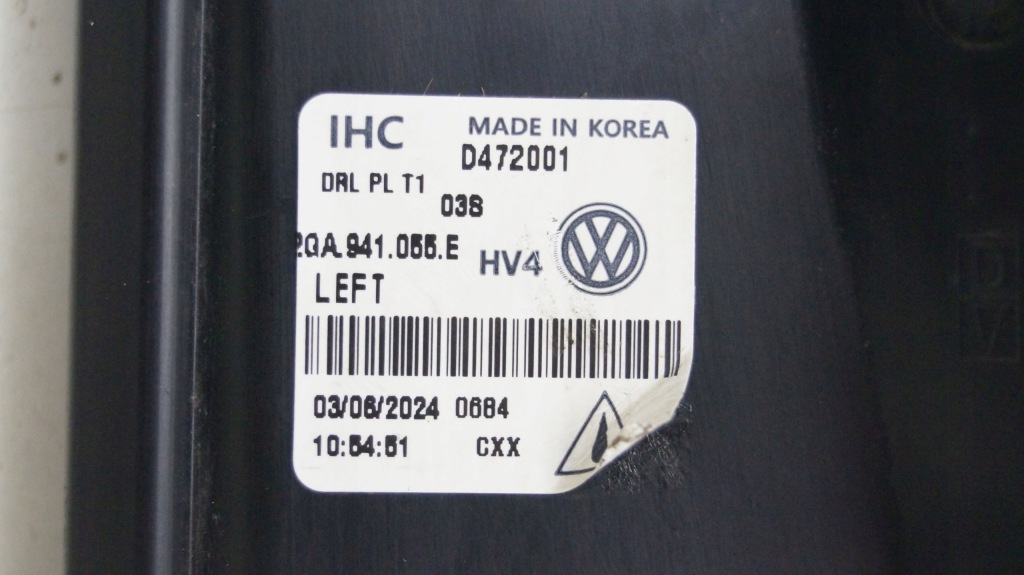 IHC MADE IN KOREA
D472001
DRL PL T1
03S
2QA.941.055.E HV4
LEFT
03/06/2024 0684
10:54:51 CXX